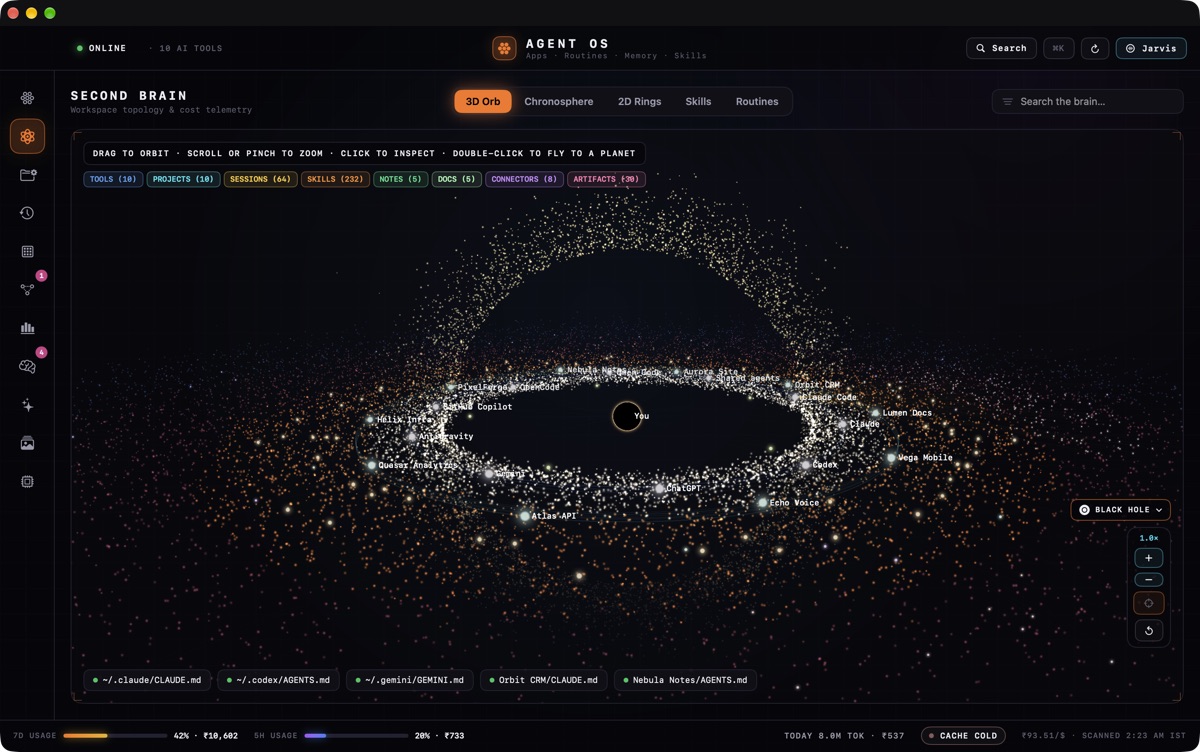 ONLINE · 10 AI TOOLS
AGENT OS
Apps · Routines · Memory · Skills
Search
⌘K
Jarvis
SECOND BRAIN
Workspace topology & cost telemetry
3D Orb
Chronosphere
2D Rings
Skills
Routines
Search the brain...
DRAG TO ORBIT · SCROLL OR PINCH TO ZOOM · CLICK TO INSPECT · DOUBLE-CLICK TO FLY TO A PLANET
TOOLS (10)
PROJECTS (10)
SESSIONS (64)
SKILLS (232)
NOTES (5)
DOCS (5)
CONNECTORS (8)
ARTIFACTS (30)
1
4
Nebula Notes
Aurora Site
Shared agents
PixelForge
OpenCode
Orbit CRM
Claude Code
GitHub Copilot
Lumen Docs
You
Helix Infra
Claude
Antigravity
Vega Mobile
Quasar Analytics
Codex
Gemini
ChatGPT
Echo Voice
Atlas API
BLACK HOLE
1.0×
+
−
~/.claude/CLAUDE.md
~/.codex/AGENTS.md
~/.gemini/GEMINI.md
Orbit CRM/CLAUDE.md
Nebula Notes/AGENTS.md
7D USAGE 42% · ₹10,602
5H USAGE 20% · ₹733
TODAY 8.0M TOK · ₹537
CACHE COLD
₹93.51/$ · SCANNED 2:23 AM IST